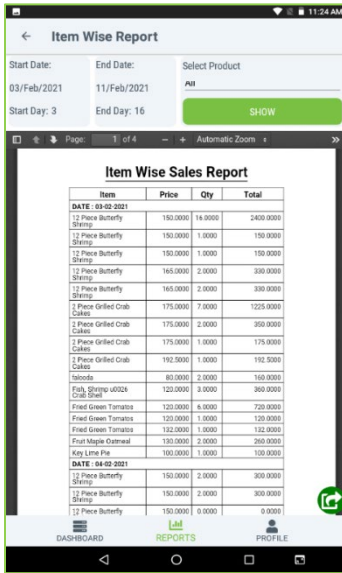 11:24 AM
Item Wise Report
Start Date: End Date: Select Product
03/Feb/2021 11/Feb/2021 All
Start Day: 3 End Day: 16 SHOW
Page: 1 of 4 − + Automatic Zoom
Item Wise Sales Report
Item Price Qty Total
DATE : 03-02-2021
12 Piece Butterfly
Shrimp 150.0000 16.0000 2400.0000
12 Piece Butterfly
Shrimp 150.0000 1.0000 150.0000
12 Piece Butterfly
Shrimp 150.0000 1.0000 150.0000
12 Piece Butterfly
Shrimp 165.0000 2.0000 330.0000
12 Piece Butterfly
Shrimp 165.0000 2.0000 330.0000
2 Piece Grilled Crab
Cakes 175.0000 7.0000 1225.0000
2 Piece Grilled Crab
Cakes 175.0000 2.0000 350.0000
2 Piece Grilled Crab
Cakes 175.0000 1.0000 175.0000
2 Piece Grilled Crab
Cakes 192.5000 1.0000 192.5000
falooda 80.0000 2.0000 160.0000
Fish, Shrimp u0026
Crab Shell 120.0000 3.0000 360.0000
Fried Green Tomatos 120.0000 6.0000 720.0000
Fried Green Tomatos 120.0000 1.0000 120.0000
Fried Green Tomatos 132.0000 1.0000 132.0000
Fruit Maple Oatmeal 130.0000 2.0000 260.0000
Key Lime Pie 100.0000 1.0000 100.0000
DATE : 04-02-2021
12 Piece Butterfly
Shrimp 150.0000 2.0000 300.0000
12 Piece Butterfly
Shrimp 150.0000 2.0000 300.0000
12 Piece Butterfly 150.0000 0.0000 0.0000
DASHBOARD REPORTS PROFILE